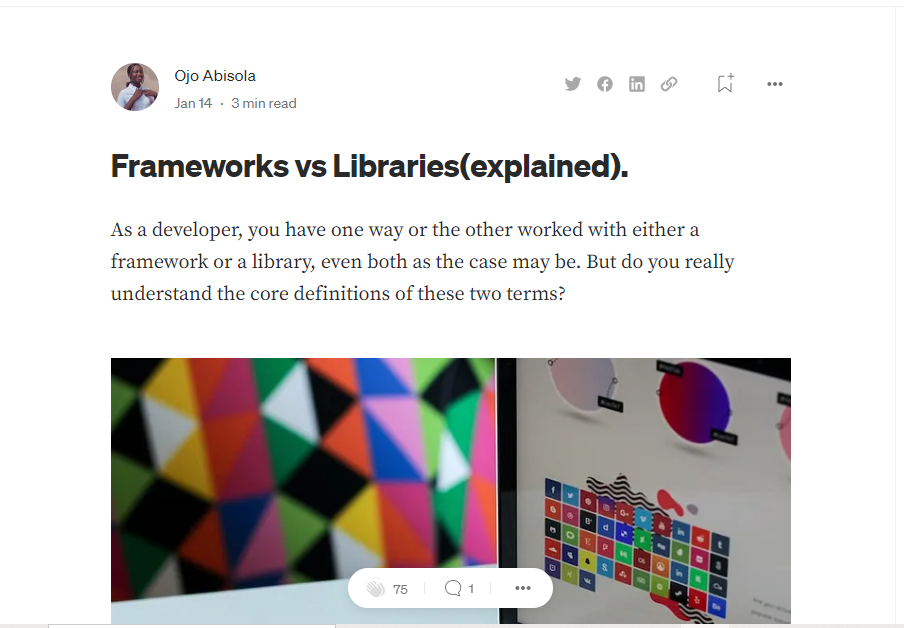 Ojo Abisola
Jan 14 · 3 min read
Frameworks vs Libraries(explained).
As a developer, you have one way or the other worked with either a
framework or a library, even both as the case may be. But do you really
understand the core definitions of these two terms?
75
1